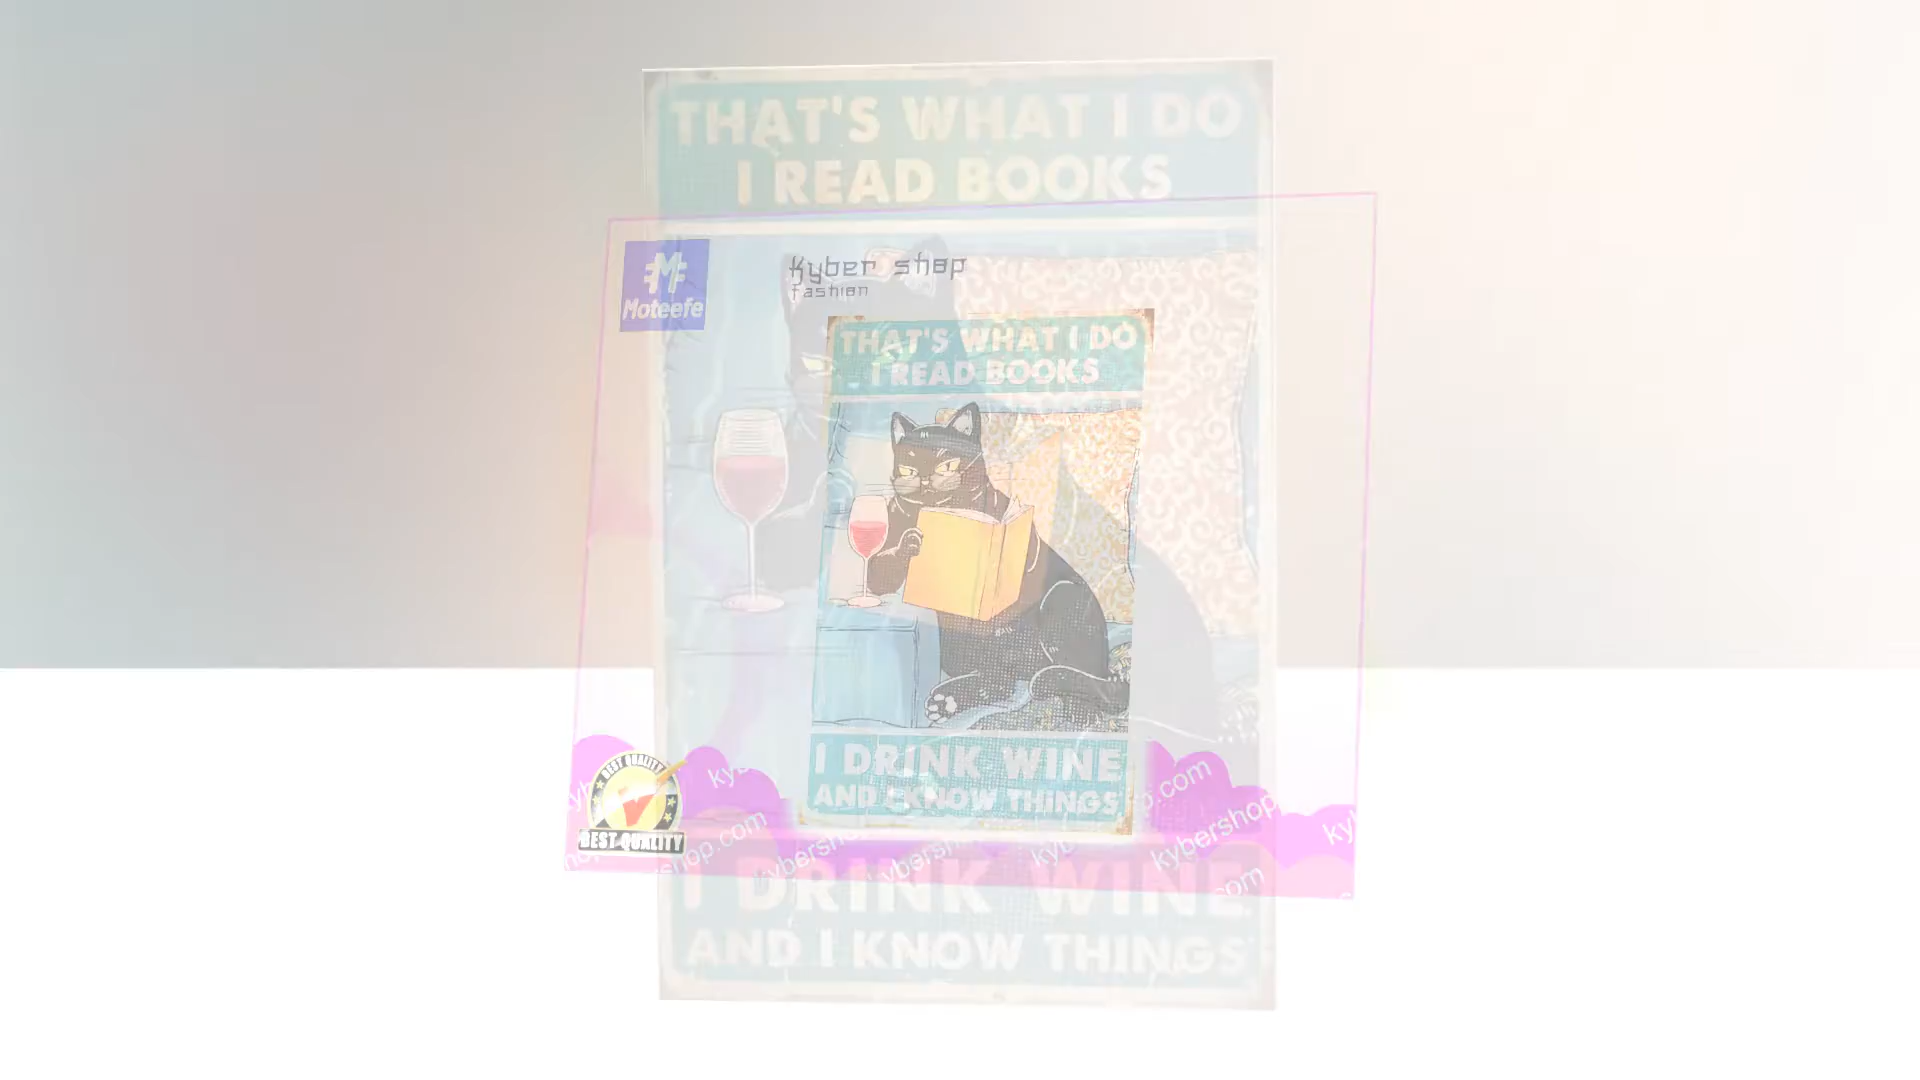 THAT'S WHAT I DO
I READ BOOKS
M
Moteefe
Kyber shop
fashion
THAT'S WHAT I DO
I READ BOOKS
I DRINK WINE
AND I KNOW THINGS
BEST QUALITY
BEST QUALITY
kybershop.com
I DRINK WINE
AND I KNOW THINGS